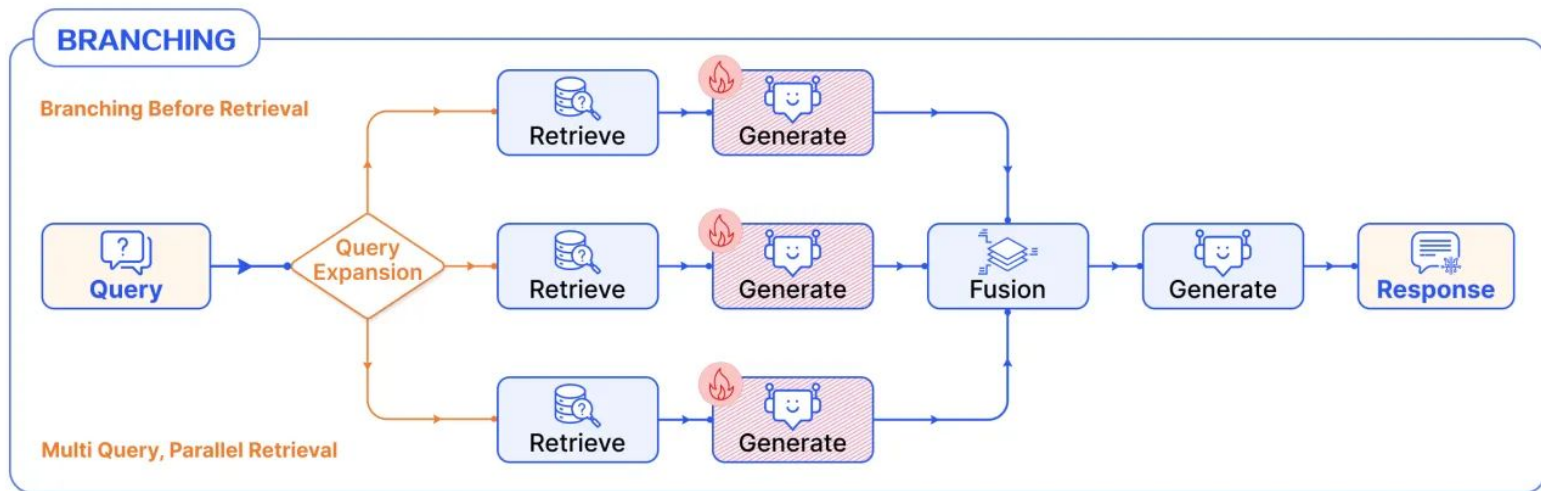 BRANCHING
Branching Before Retrieval
Retrieve
Generate
Query
Query
Expansion
Retrieve
Generate
Fusion
Generate
Response
Retrieve
Generate
Multi Query, Parallel Retrieval